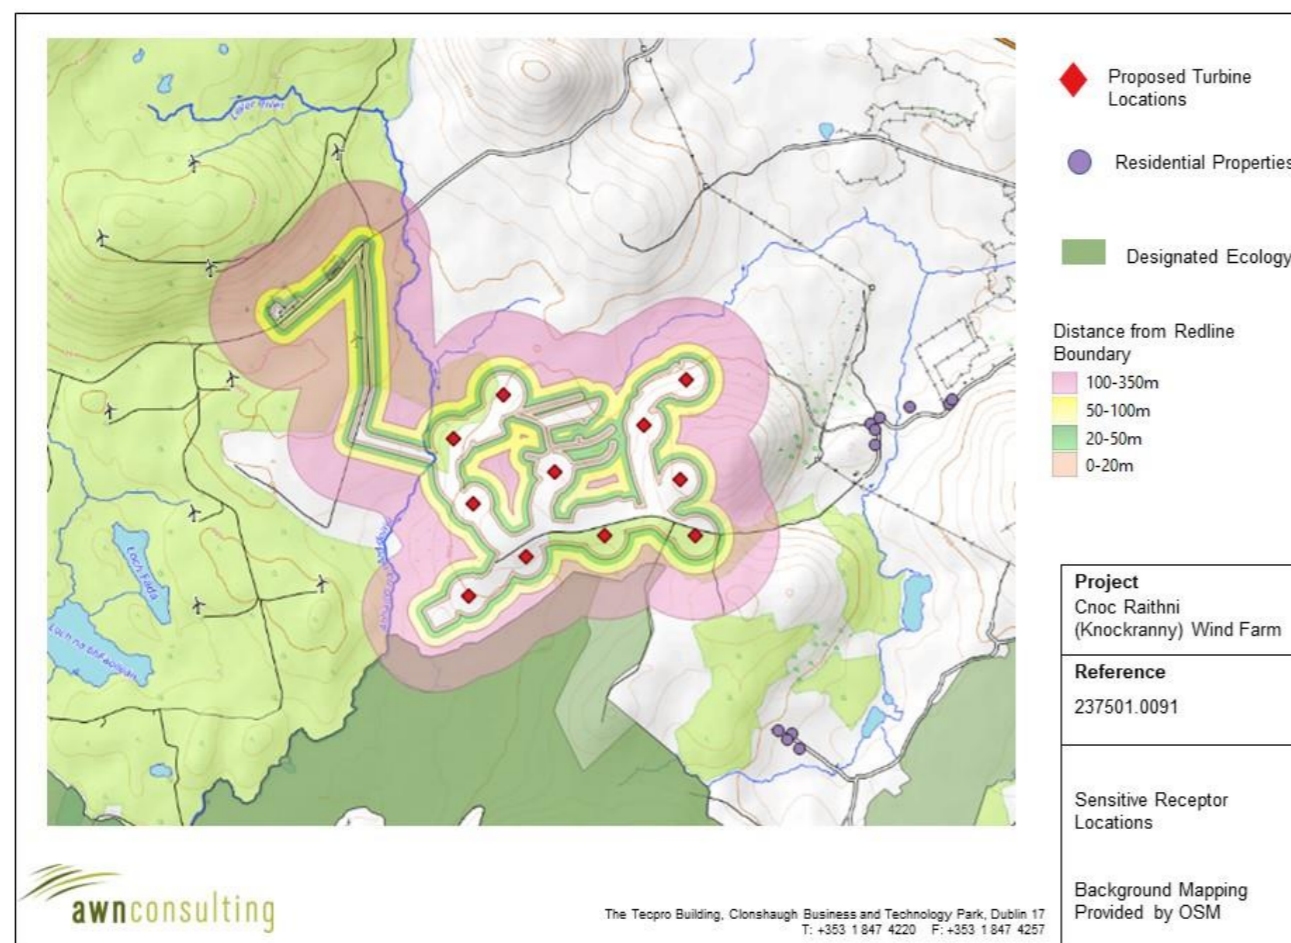 Proposed Turbine
Locations
Residential Properties
Designated Ecology
Distance from Redline
Boundary
100-350m
50-100m
20-50m
0-20m
Project
Cnoc Raithni
(Knockranny) Wind Farm
Reference
237501.0091
Sensitive Receptor
Locations
Background Mapping
Provided by OSM
Loch Fada
awnconsulting
The Tecpro Building, Clonshaugh Business and Technology Park, Dublin 17
T: +353 1 847 4220 F: +353 1 847 4257